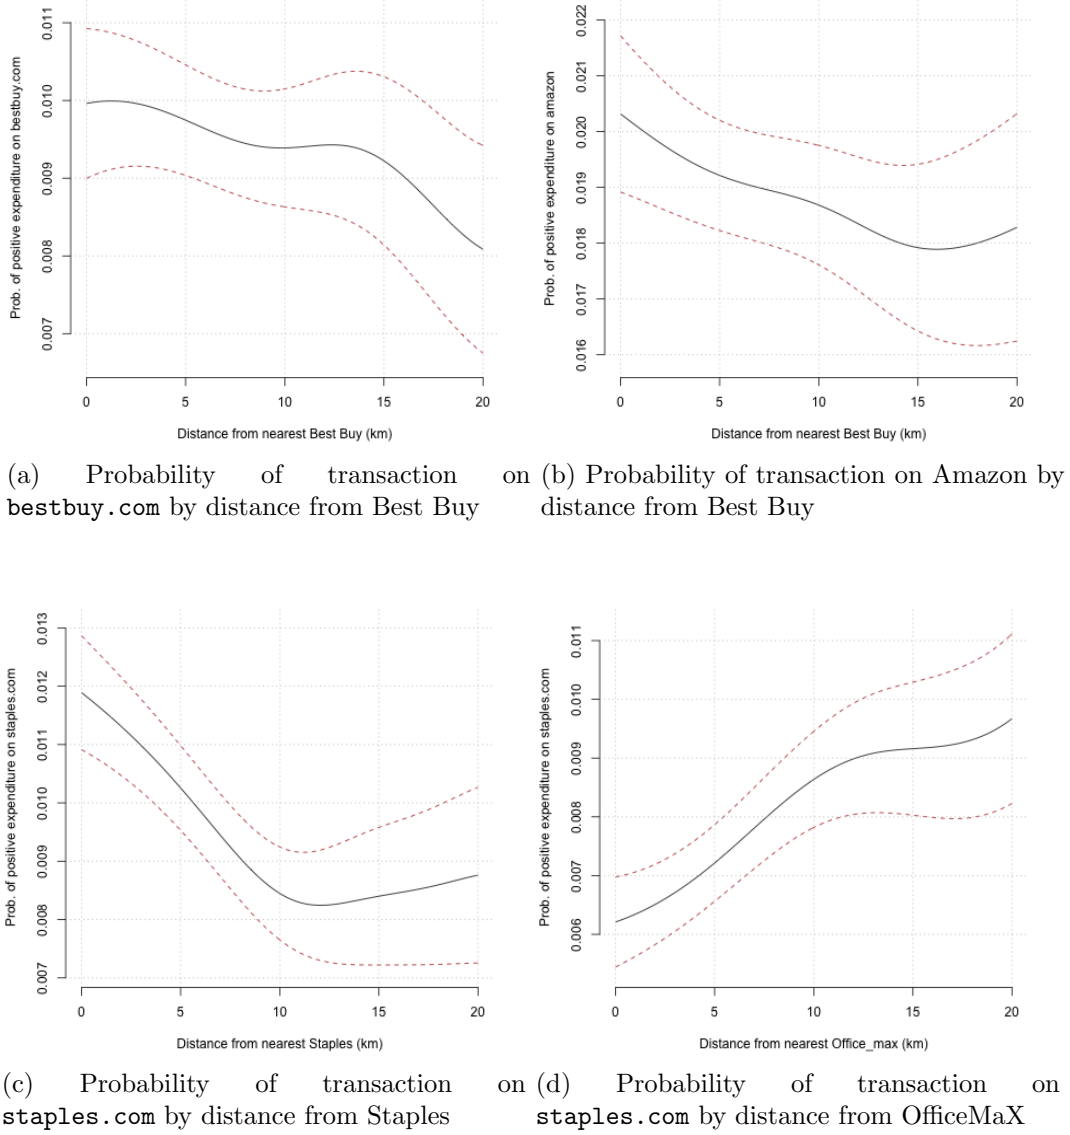 Prob. of positive expenditure on bestbuy.com
0.011
0.010
0.009
0.008
0.007
0 5 10 15 20
Distance from nearest Best Buy (km)
(a) Probability of transaction on
bestbuy.com by distance from Best Buy
Prob. of positive expenditure on amazon
0.022
0.021
0.020
0.019
0.018
0.017
0.016
0 5 10 15 20
Distance from nearest Best Buy (km)
(b) Probability of transaction on Amazon by
distance from Best Buy
Prob. of positive expenditure on staples.com
0.013
0.012
0.011
0.010
0.009
0.008
0.007
0 5 10 15 20
Distance from nearest Staples (km)
(c) Probability of transaction on
staples.com by distance from Staples
Prob. of positive expenditure on staples.com
0.011
0.010
0.009
0.008
0.007
0.006
0 5 10 15 20
Distance from nearest Office_max (km)
(d) Probability of transaction on
staples.com by distance from OfficeMaX